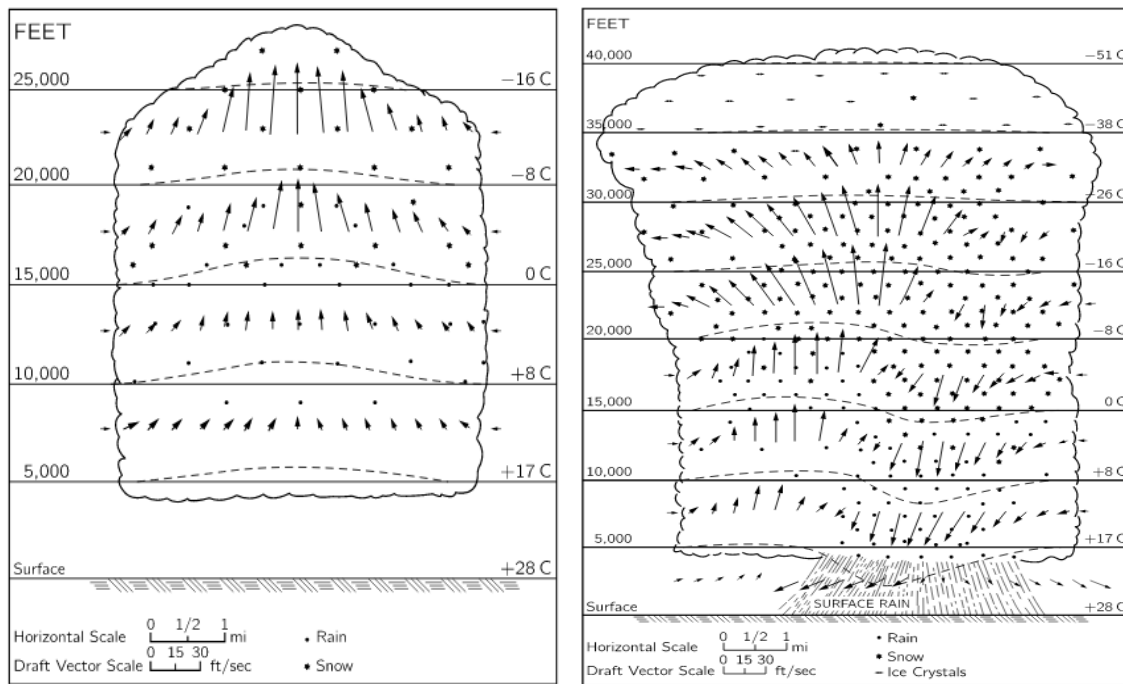 FEET
25,000 −16 C
20,000 −8 C
15,000 0 C
10,000 +8 C
5,000 +17 C
Surface +28 C
Horizontal Scale 0 1/2 1 mi
• Rain
Draft Vector Scale 0 15 30 ft/sec
Snow
FEET
40,000 −51 C
35,000 −38 C
30,000 −26 C
25,000 −16 C
20,000 −8 C
15,000 0 C
10,000 +8 C
5,000 +17 C
SURFACE RAIN
Surface +28 C
Horizontal Scale 0 1/2 1 mi
• Rain
Snow
Draft Vector Scale 0 15 30 ft/sec
– Ice Crystals